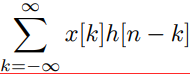 ∞
∑ x[k]h[n − k]
k=−∞